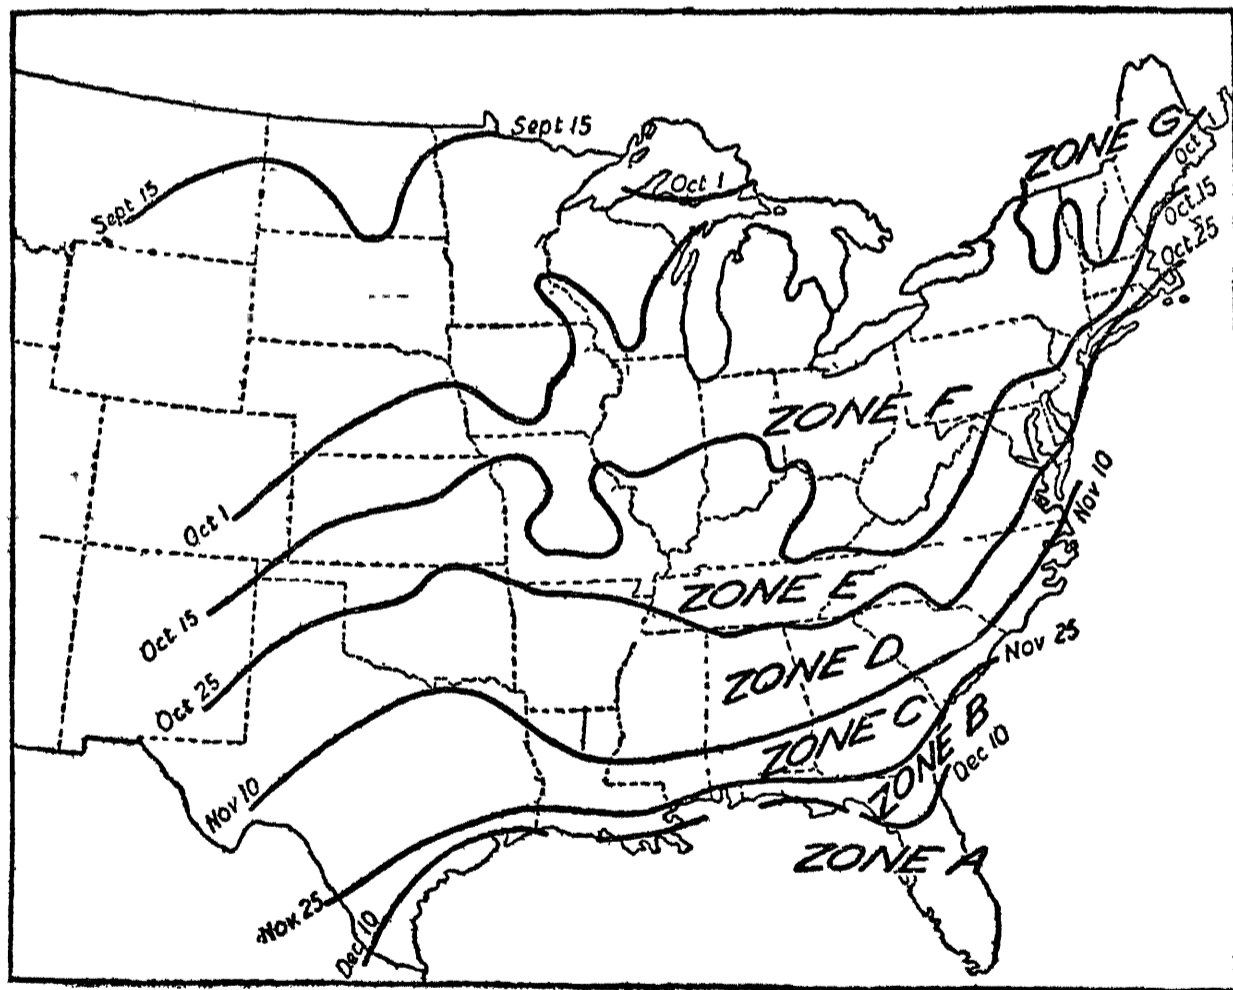 Sept 15
Sept 15
Oct 1
ZONE G
Oct 1
Oct.15
Oct.25
ZONE F
Oct 1
Nov 10
Oct 15
ZONE E
Oct 25
ZONE D
Nov 25
Nov 10
ZONE C
ZONE B
Dec 10
ZONE A
Nov 25
Dec 10